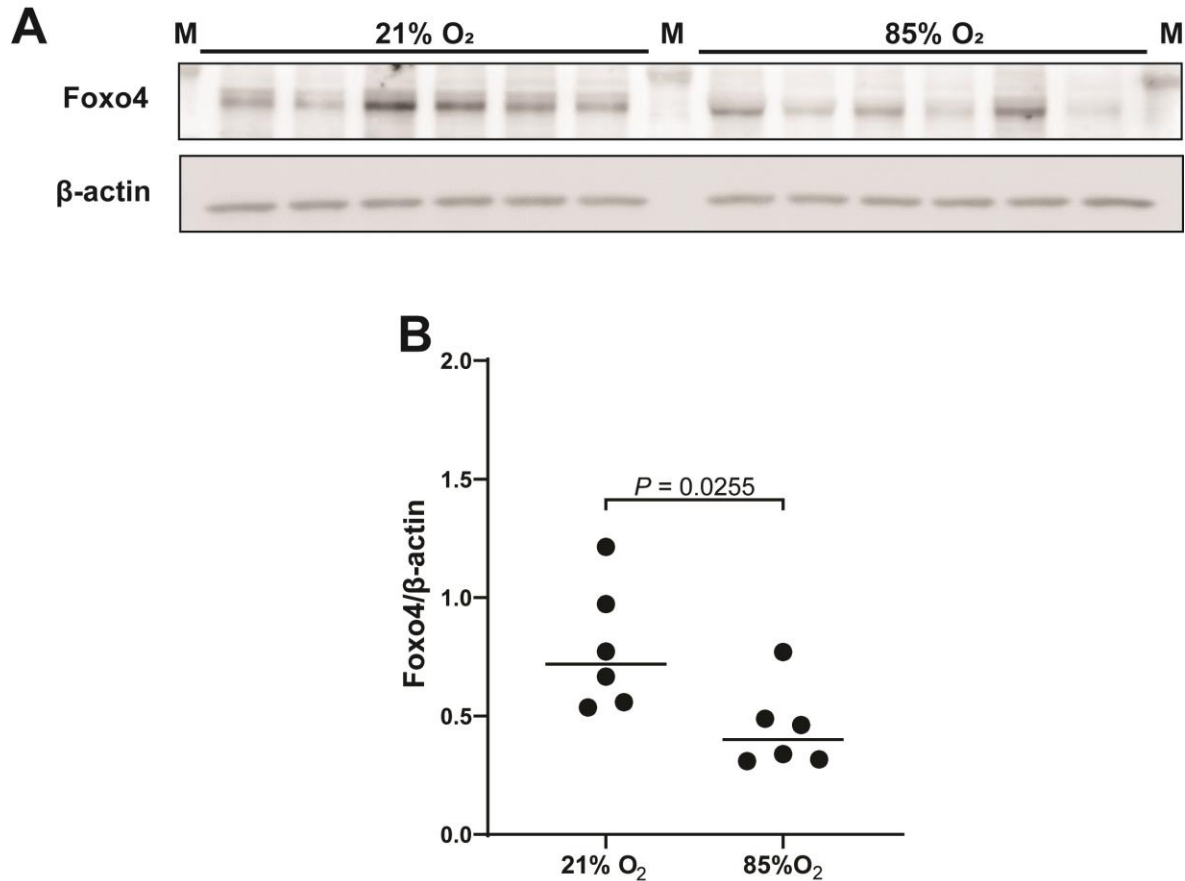 A
M 21% O₂ M 85% O₂ M
Foxo4
β-actin
B
2.0
1.5
1.0
0.5
0.0
Foxo4/β-actin
P = 0.0255
21% O₂ 85%O₂